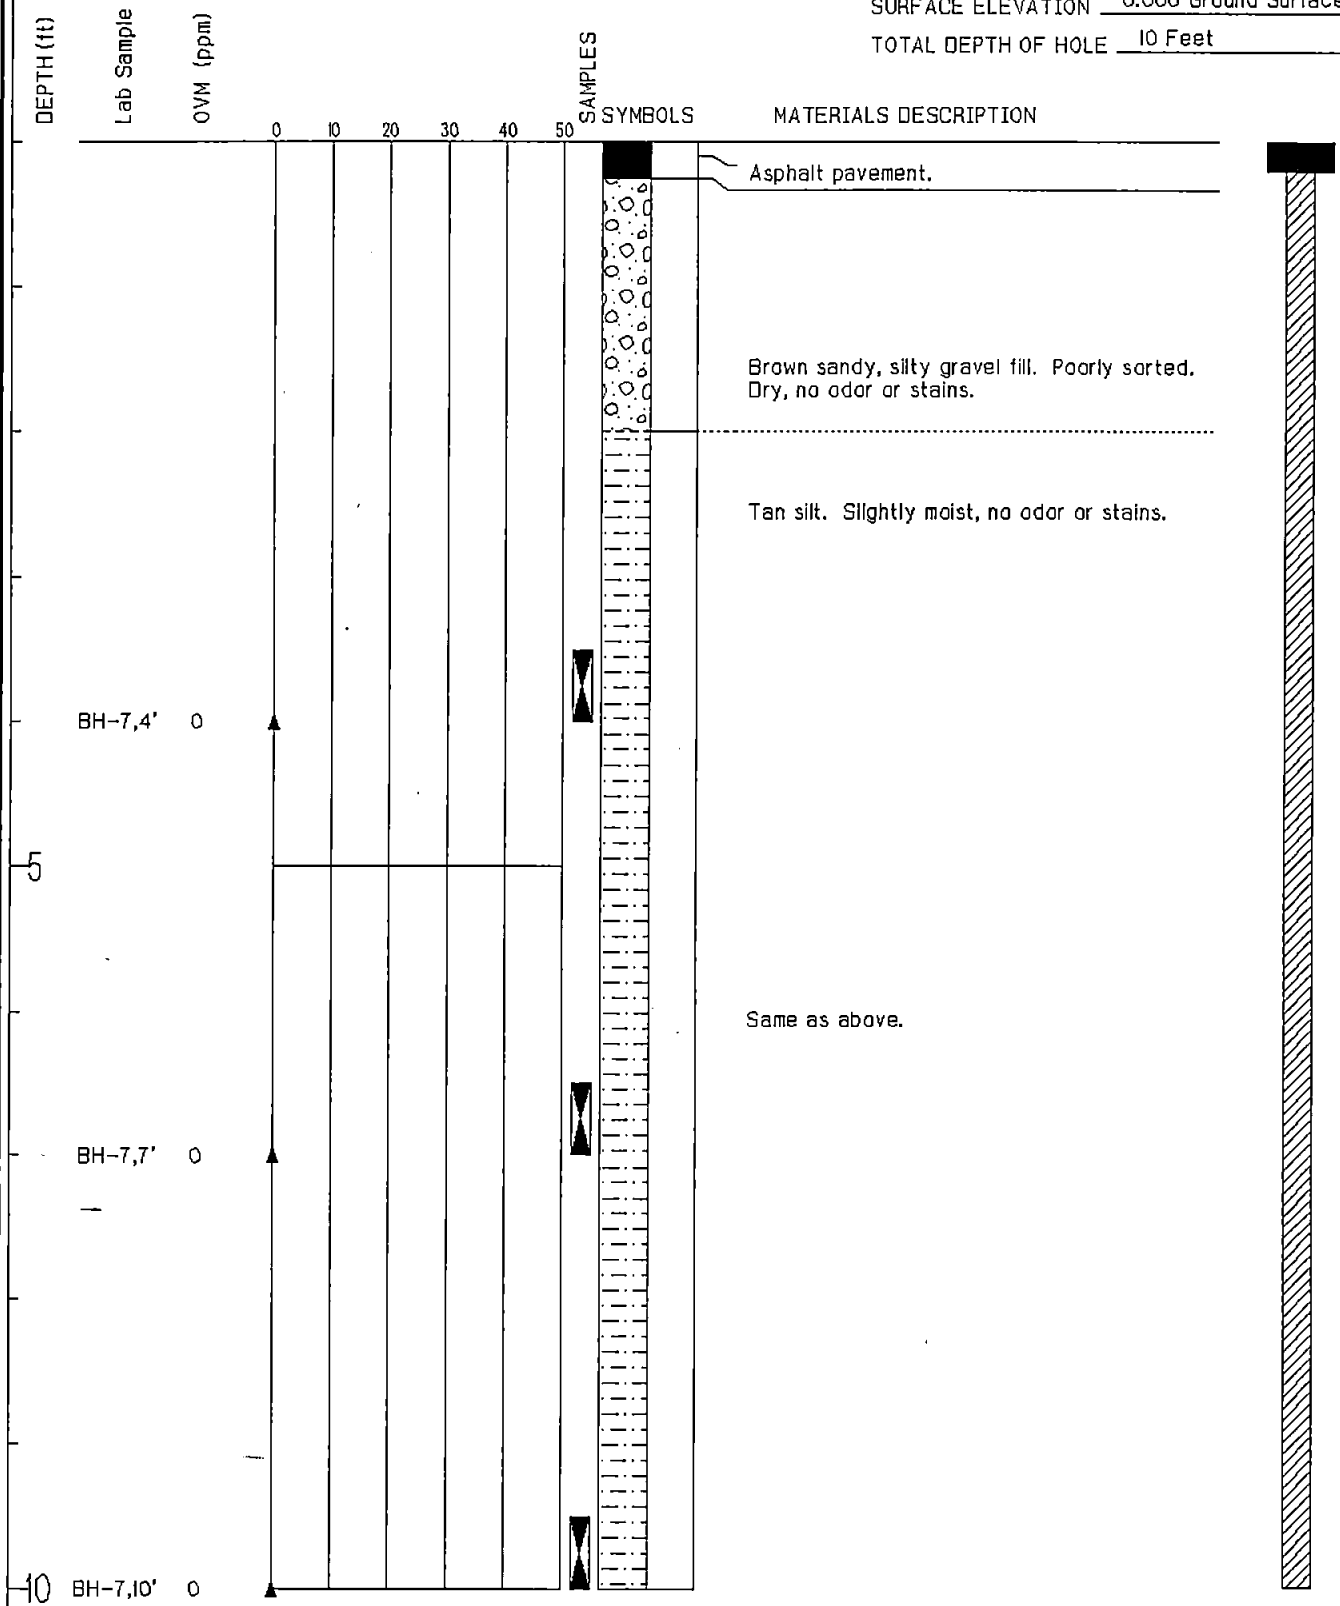 SURFACE ELEVATION Ground Surface
TOTAL DEPTH OF HOLE 10 Feet
DEPTH (ft)
Lab Sample
OVM (ppm)
SAMPLES
SYMBOLS
MATERIALS DESCRIPTION
0 10 20 30 40 50
Asphalt pavement.
Brown sandy, silty gravel fill. Poorly sorted.
Dry, no odor or stains.
Tan silt. Slightly moist, no odor or stains.
BH-7,4' 0
5
Same as above.
BH-7,7' 0
10 BH-7,10' 0